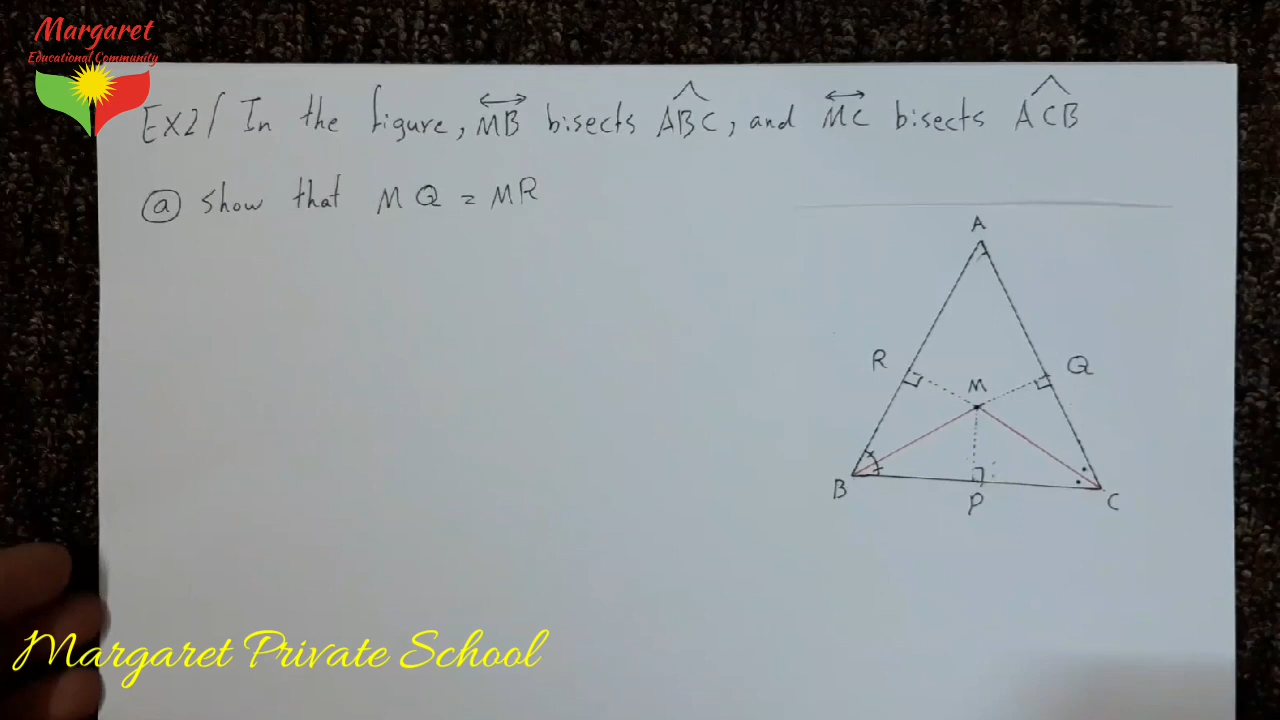 Margaret
Educational Community
Ex2/ In the figure, MB bisects ABC, and MC bisects ACB
ⓐ show that MQ = MR
A
R
Q
M
B
P
C
Margaret Private School